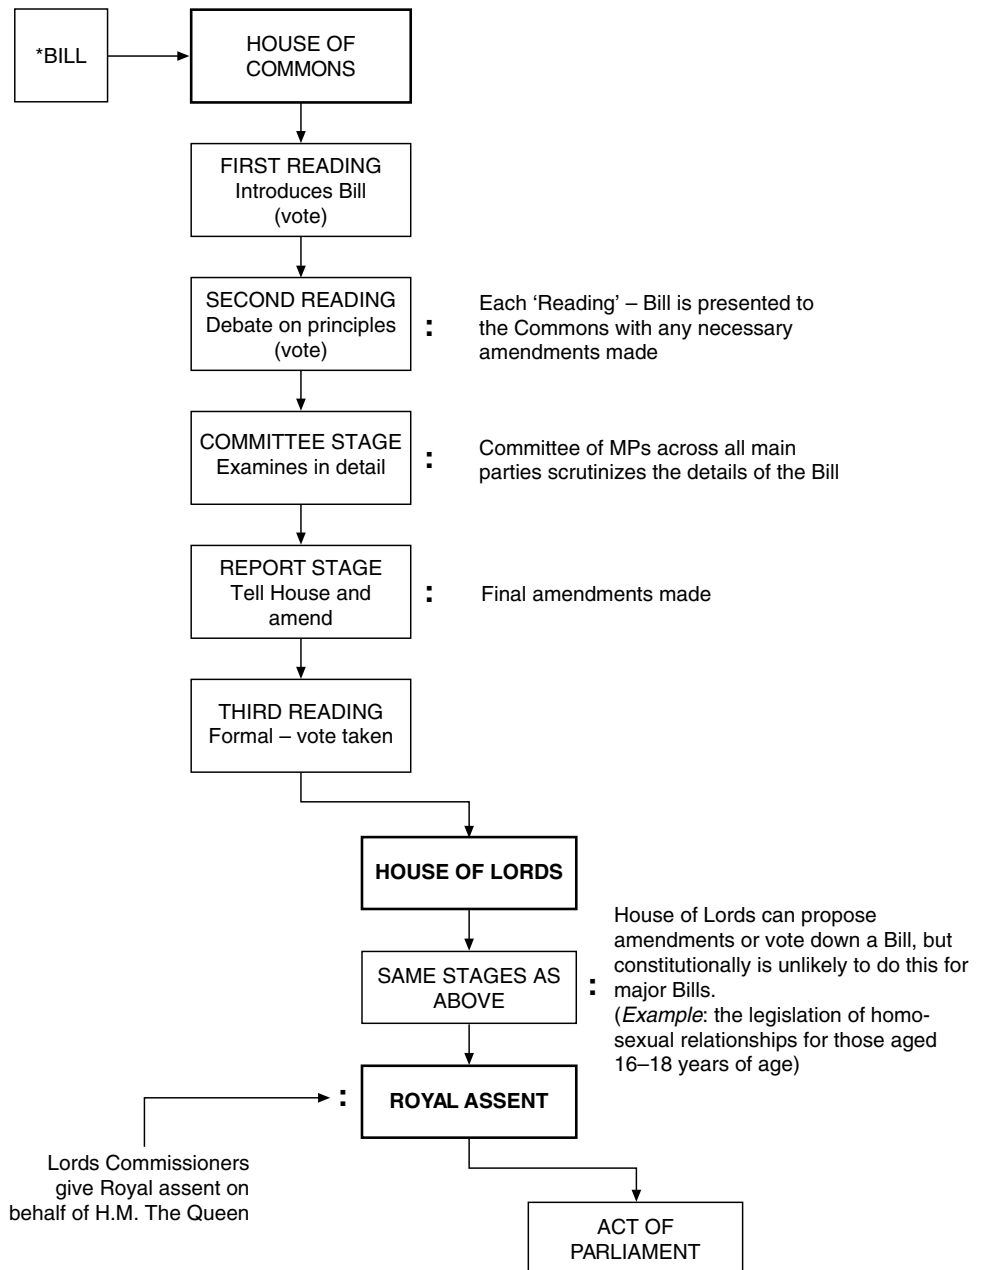 *BILL
HOUSE OF
COMMONS
FIRST READING
Introduces Bill
(vote)
SECOND READING
Debate on principles
(vote)
:
Each ‘Reading’ – Bill is presented to
the Commons with any necessary
amendments made
COMMITTEE STAGE
Examines in detail
:
Committee of MPs across all main
parties scrutinizes the details of the Bill
REPORT STAGE
Tell House and
amend
:
Final amendments made
THIRD READING
Formal – vote taken
HOUSE OF LORDS
SAME STAGES AS
ABOVE
:
House of Lords can propose
amendments or vote down a Bill, but
constitutionally is unlikely to do this for
major Bills.
(Example: the legislation of homo-
sexual relationships for those aged
16–18 years of age)
:
ROYAL ASSENT
Lords Commissioners
give Royal assent on
behalf of H.M. The Queen
ACT OF
PARLIAMENT